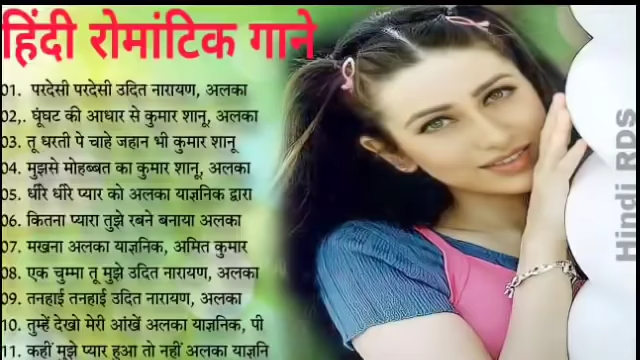 हिंदी रोमांटिक गाने
01. परदेसी परदेसी उदित नारायण, अलका
02,. घूंघट की आधार से कुमार शानू, अलका
03. तू धरती पे चाहे जहान भी कुमार शानू
04. मुझसे मोहब्बत का कुमार शानू, अलका
05. धीरे धीरे प्यार को अलका याज्ञनिक द्वारा
06. कितना प्यारा तुझे रबने बनाया अलका
07. मखना अलका याज्ञनिक, अमित कुमार
08. एक चुम्मा तू मुझे उदित नारायण, अलका
09. तनहाई तनहाई उदित नारायण, अलका
10. तुम्हें देखो मेरी आंखें अलका याज्ञनिक, पी
11. कहीं मुझे प्यार हुआ तो नहीं अलका याज्ञनि
Hindi RDS